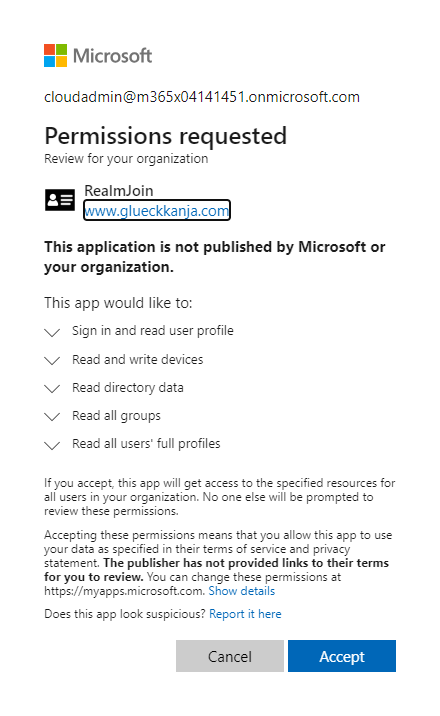 Microsoft
cloudadmin@m365x04141451.onmicrosoft.com
Permissions requested
Review for your organization
RealmJoin
www.glueckkanja.com
This application is not published by Microsoft or
your organization.
This app would like to:
Sign in and read user profile
Read and write devices
Read directory data
Read all groups
Read all users' full profiles
If you accept, this app will get access to the specified resources for
all users in your organization. No one else will be prompted to
review these permissions.
Accepting these permissions means that you allow this app to use
your data as specified in their terms of service and privacy
statement. The publisher has not provided links to their terms
for you to review. You can change these permissions at
https://myapps.microsoft.com. Show details
Does this app look suspicious? Report it here
Cancel
Accept